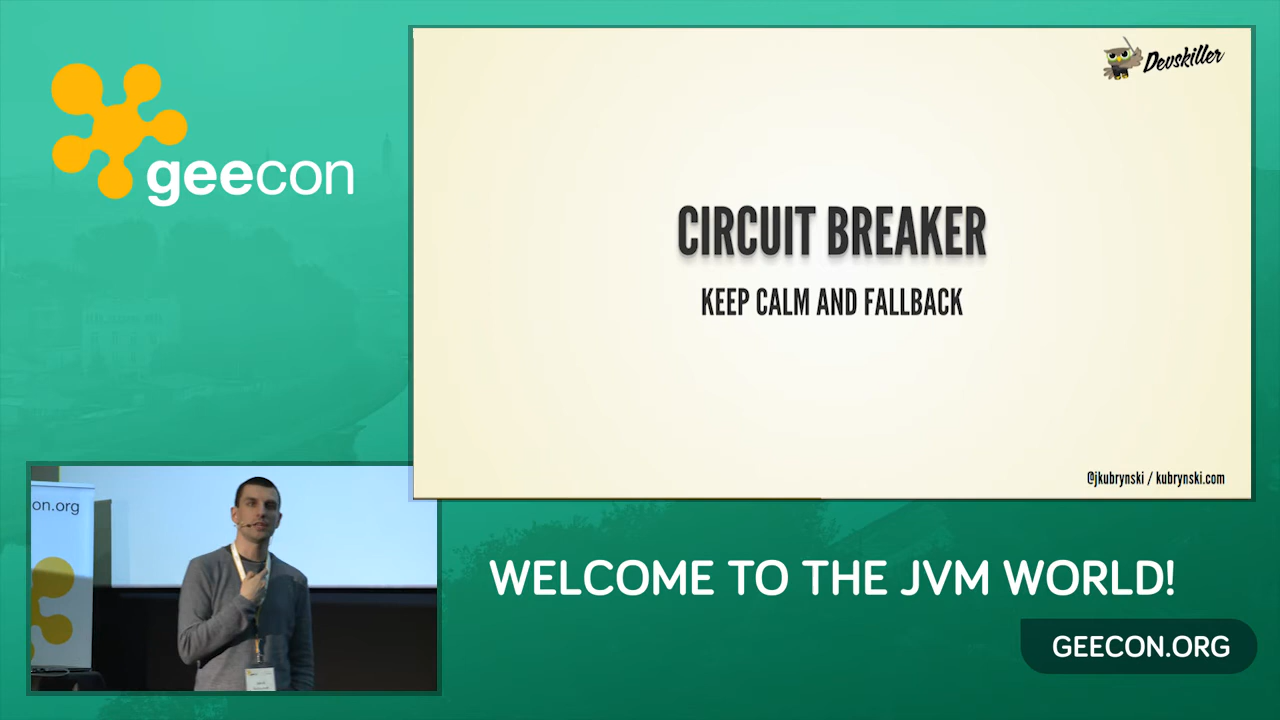 geecon
Devskiller
CIRCUIT BREAKER
KEEP CALM AND FALLBACK
@jkubrynski / kubrynski.com
on.org
WELCOME TO THE JVM WORLD!
GEECON.ORG